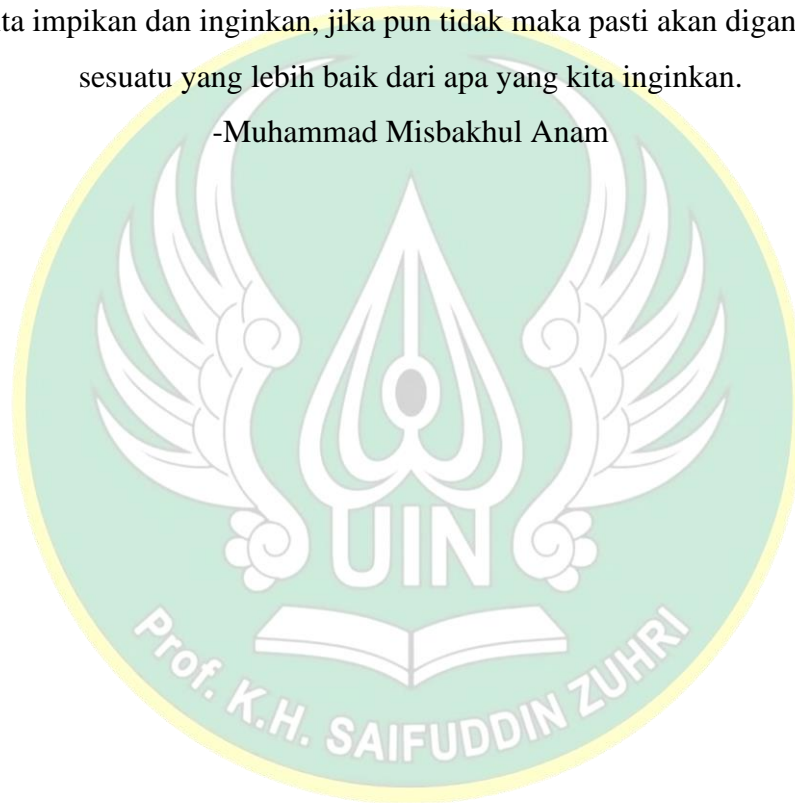 ta impikan dan inginkan, jika pun tidak maka pasti akan digan
sesuatu yang lebih baik dari apa yang kita inginkan.
-Muhammad Misbakhul Anam
UIN
Prof. K.H. SAIFUDDIN ZUHRI